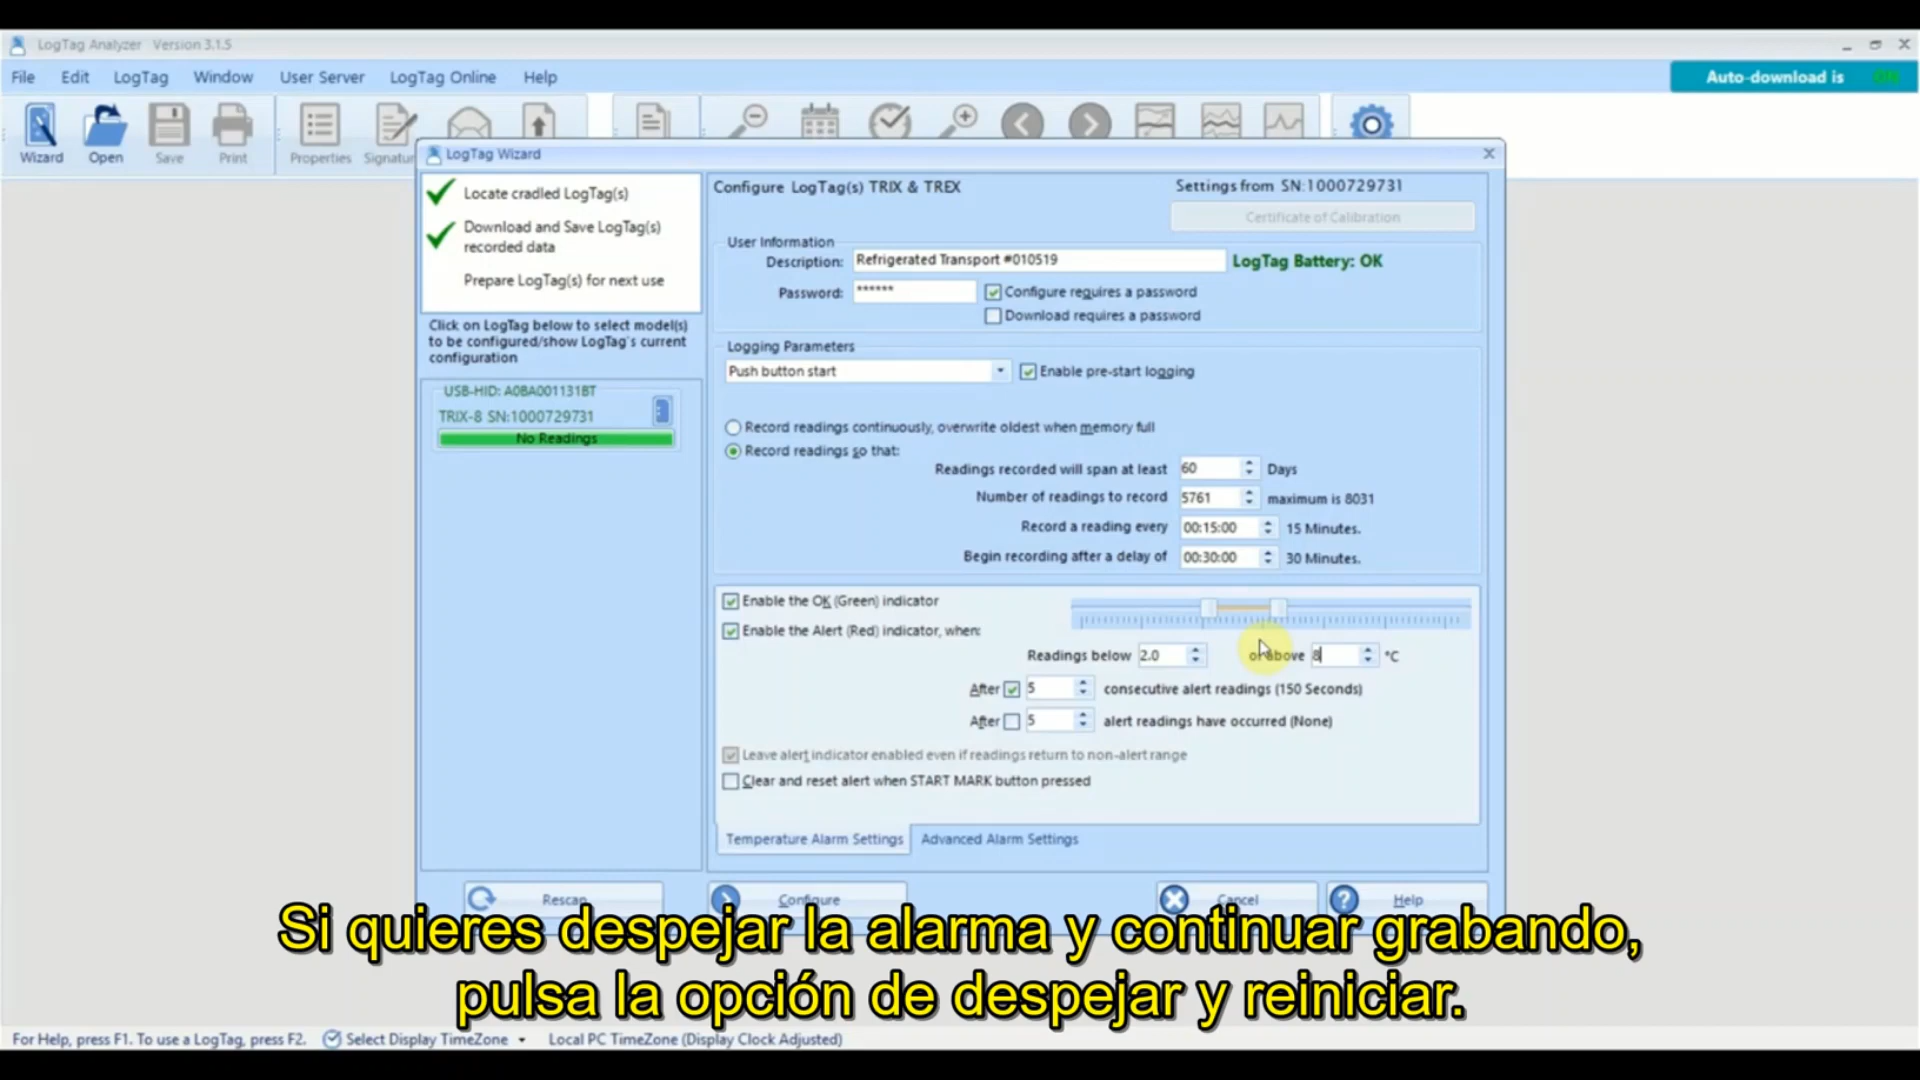 LogTag Analyzer Version 3.1.5
File Edit LogTag Window User Server LogTag Online Help
Auto-download is ON
Wizard Open Save Print Properties
LogTag Wizard
Locate cradled LogTag(s)
Download and Save LogTag(s)
recorded data
Prepare LogTag(s) for next use
Click on LogTag below to select model(s)
to be configured/show LogTag's current
configuration
USB-HID: A0BA001131BT
TRIX-8 SN:1000729731
No Readings
Configure LogTag(s) TRIX & TREX
Settings from SN:1000729731
Certificate of Calibration
User Information
Description: Refrigerated Transport #010519 LogTag Battery: OK
Password: ****** Configure requires a password
Download requires a password
Logging Parameters
Push button start Enable pre-start logging
Record readings continuously, overwrite oldest when memory full
Record readings so that:
Readings recorded will span at least 60 Days
Number of readings to record 5761 maximum is 8031
Record a reading every 00:15:00 15 Minutes.
Begin recording after a delay of 00:30:00 30 Minutes.
Enable the OK (Green) indicator
Enable the Alert (Red) indicator, when:
Readings below 2.0 or above 8 °C
After 5 consecutive alert readings (150 Seconds)
After 5 alert readings have occurred (None)
Leave alert indicator enabled even if readings return to non-alert range
Clear and reset alert when START MARK button pressed
Temperature Alarm Settings Advanced Alarm Settings
Rescan Configure Cancel Help
Si quieres despejar la alarma y continuar grabando,
pulsa la opción de despejar y reiniciar.
For Help, press F1. To use a LogTag, press F2. Select Display TimeZone Local PC TimeZone (Display Clock Adjusted)